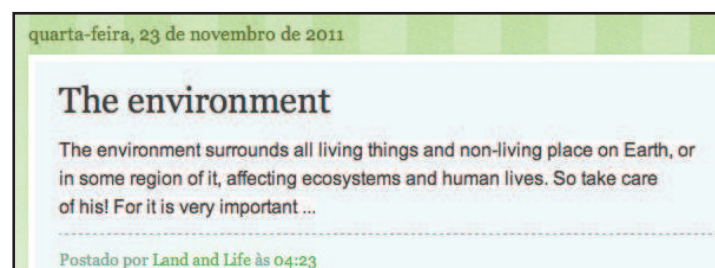 quarta-feira, 23 de novembro de 2011
The environment
The environment surrounds all living things and non-living place on Earth, or
in some region of it, affecting ecosystems and human lives. So take care
of his! For it is very important ...
Postado por Land and Life às 04:23